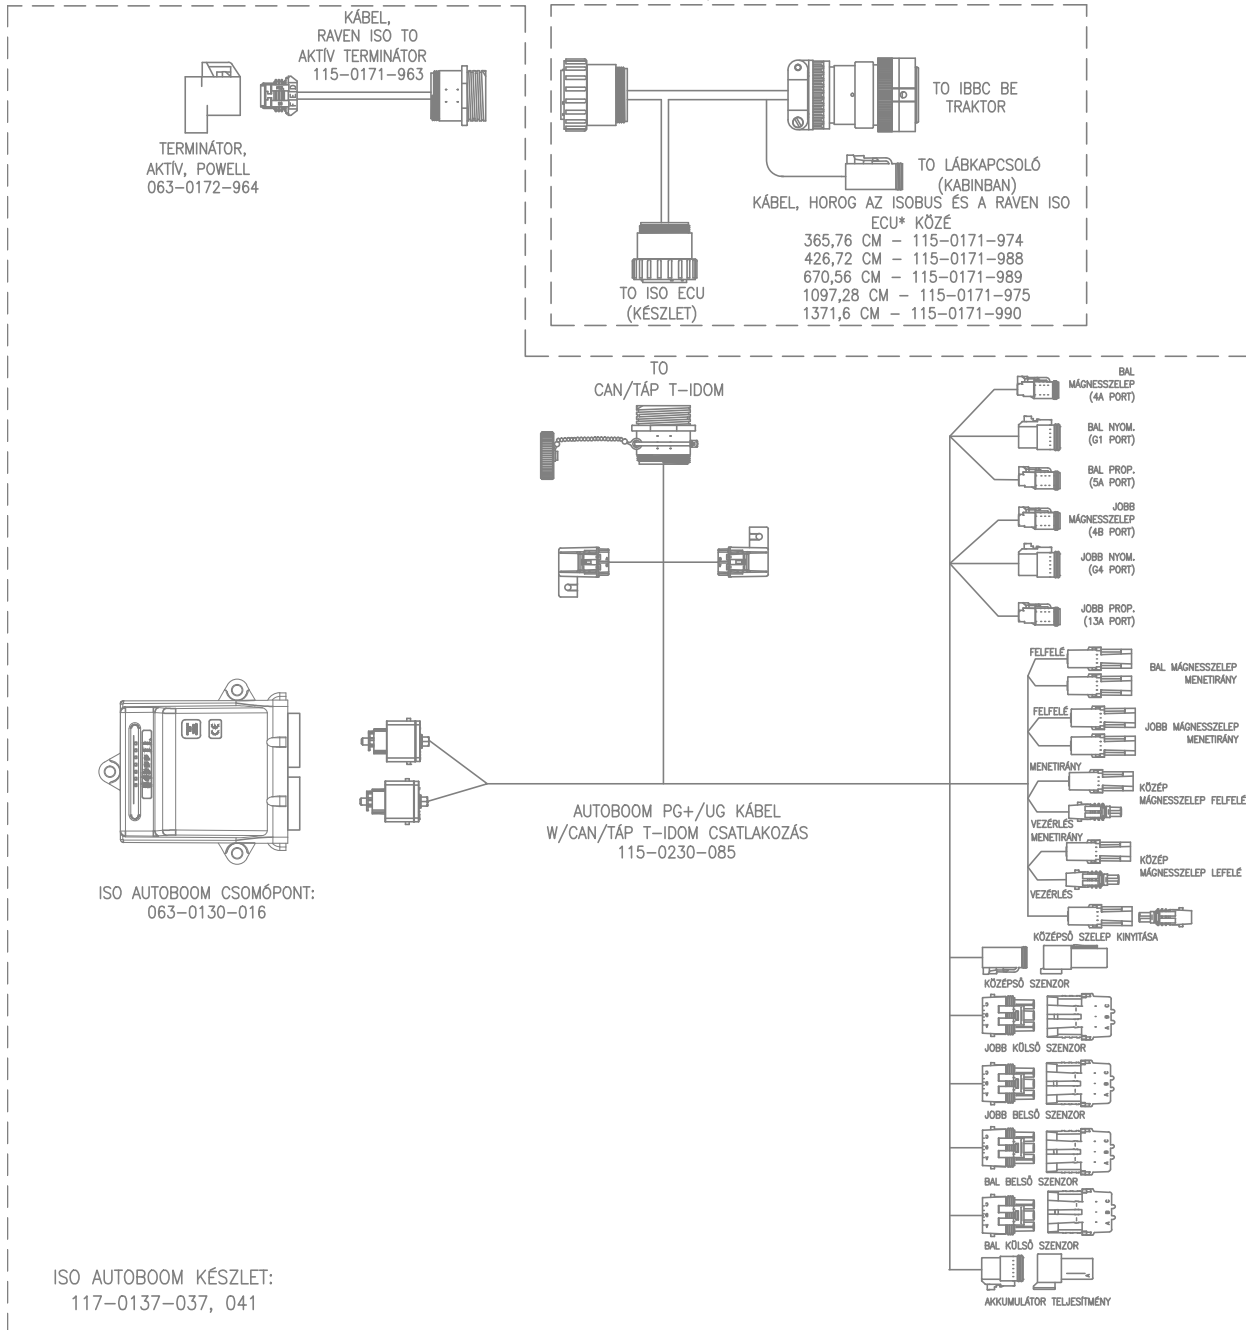 KÁBEL,
RAVEN ISO TO
AKTÍV TERMINÁTOR
115-0171-963
TERMINÁTOR,
AKTÍV, POWELL
063-0172-964
TO IBBC BE
TRAKTOR
TO LÁBKAPCSOLÓ
(KABINBAN)
KÁBEL, HOROG AZ ISOBUS ÉS A RAVEN ISO
ECU* KÖZÉ
365,76 CM - 115-0171-974
426,72 CM - 115-0171-988
670,56 CM - 115-0171-989
1097,28 CM - 115-0171-975
1371,6 CM - 115-0171-990
TO ISO ECU
(KÉSZLET)
TO
CAN/TÁP T-IDOM
BAL
MÁGNESSZELEP
(4A PORT)
BAL NYOM.
(G1 PORT)
BAL PROP.
(5A PORT)
JOBB
MÁGNESSZELEP
(4B PORT)
JOBB NYOM.
(G4 PORT)
JOBB PROP.
(13A PORT)
FELFELÉ
BAL MÁGNESSZELEP
MENETIRÁNY
FELFELÉ
JOBB MÁGNESSZELEP
MENETIRÁNY
MENETIRÁNY
KÖZÉP
MÁGNESSZELEP FELFELÉ
VEZÉRLÉS
MENETIRÁNY
KÖZÉP
MÁGNESSZELEP LEFELÉ
VEZÉRLÉS
KÖZÉPSŐ SZELEP KINYITÁSA
KÖZÉPSŐ SZENZOR
JOBB KÜLSŐ SZENZOR
JOBB BELSŐ SZENZOR
BAL BELSŐ SZENZOR
BAL KÜLSŐ SZENZOR
AKKUMULÁTOR TELJESÍTMÉNY
AUTOBOOM PG+/UG KÁBEL
W/CAN/TÁP T-IDOM CSATLAKOZÁS
115-0230-085
ISO AUTOBOOM CSOMÓPONT:
063-0130-016
ISO AUTOBOOM KÉSZLET:
117-0137-037, 041